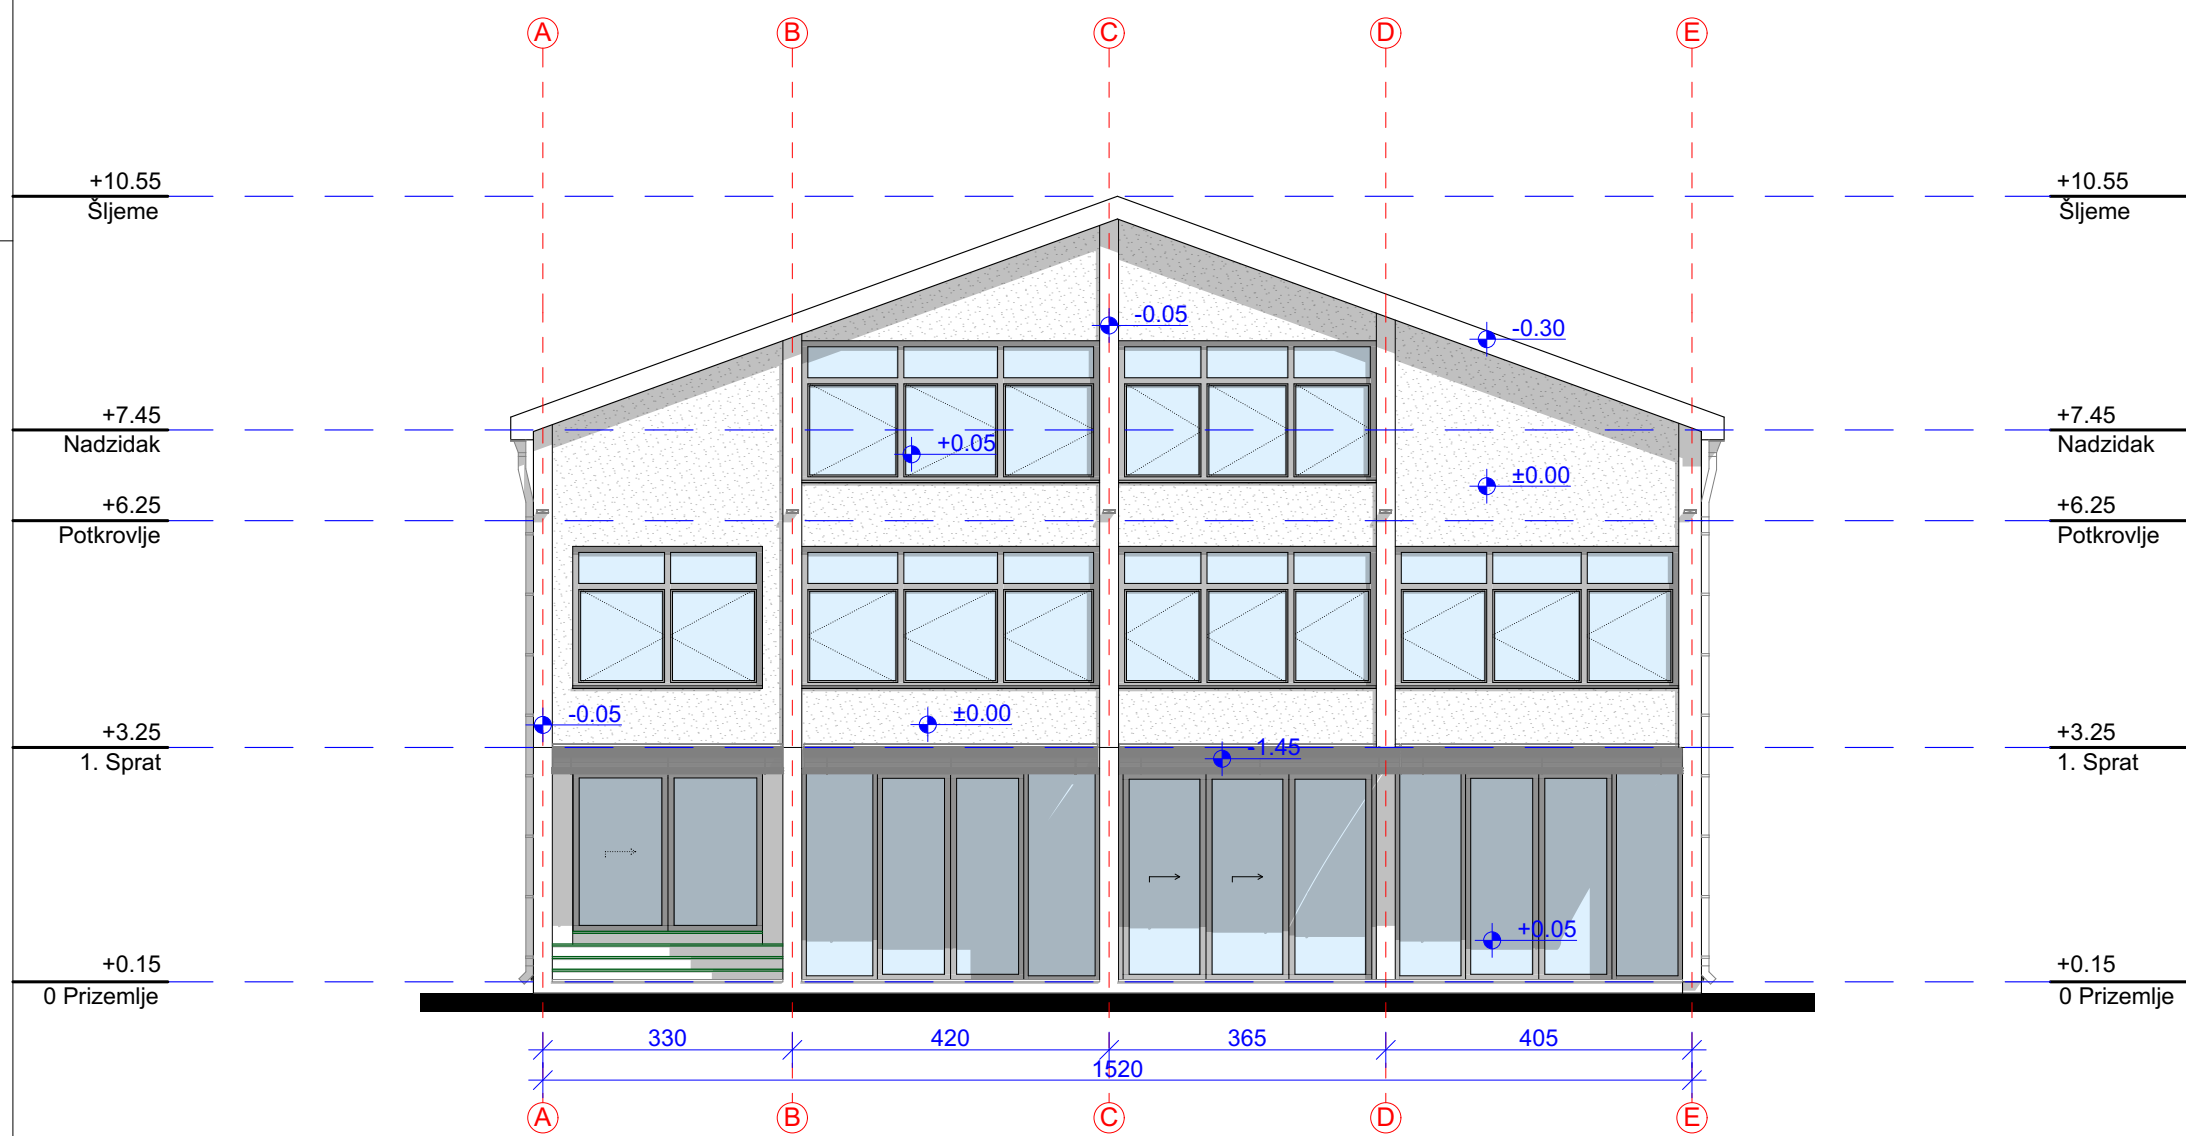 A B C D E
+10.55 +10.55
Šljeme Šljeme
-0.05
-0.30
+7.45 +7.45
Nadzidak Nadzidak
+0.05
±0.00
+6.25 +6.25
Potkrovlje Potkrovlje
-0.05
±0.00
+3.25 +3.25
1. Sprat 1. Sprat
-1.45
+0.05
+0.15 +0.15
0 Prizemlje 0 Prizemlje
330 420 365 405
1520
A B C D E